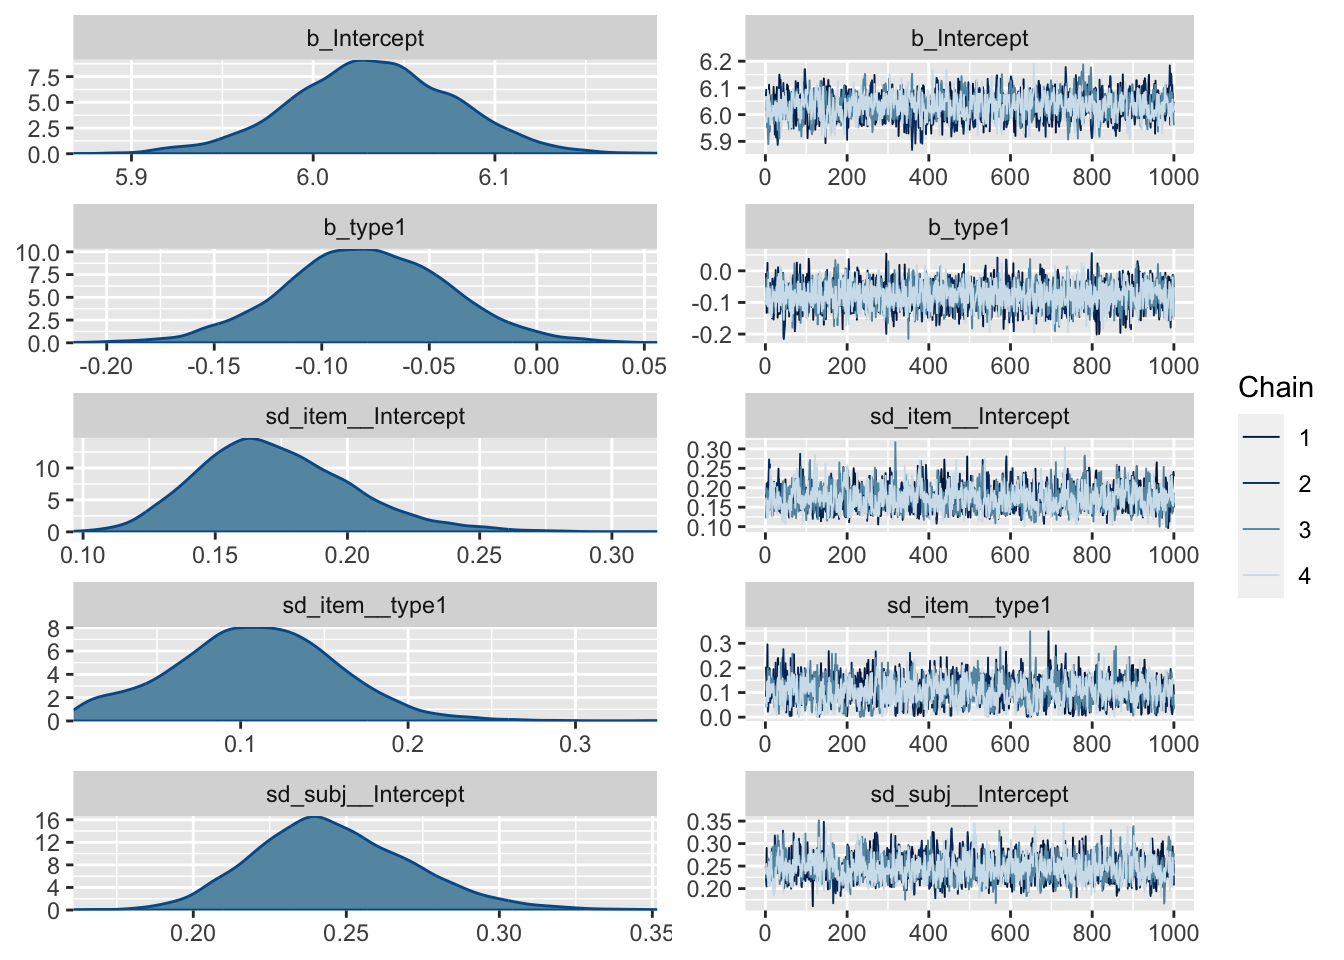 b_Intercept
7.5
5.0
2.5
0.0
5.9 6.0 6.1
b_Intercept
6.2
6.1
6.0
5.9
0 200 400 600 800 1000
b_type1
10.0
7.5
5.0
2.5
0.0
-0.20 -0.15 -0.10 -0.05 0.00 0.05
b_type1
0.0
-0.1
-0.2
0 200 400 600 800 1000
sd_item__Intercept
10
5
0
0.10 0.15 0.20 0.25 0.30
sd_item__Intercept
0.30
0.25
0.20
0.15
0.10
0 200 400 600 800 1000
sd_item__type1
8
6
4
2
0
0.1 0.2 0.3
sd_item__type1
0.3
0.2
0.1
0.0
0 200 400 600 800 1000
sd_subj__Intercept
16
12
8
4
0
0.20 0.25 0.30 0.35
sd_subj__Intercept
0.35
0.30
0.25
0.20
0 200 400 600 800 1000
Chain
1
2
3
4